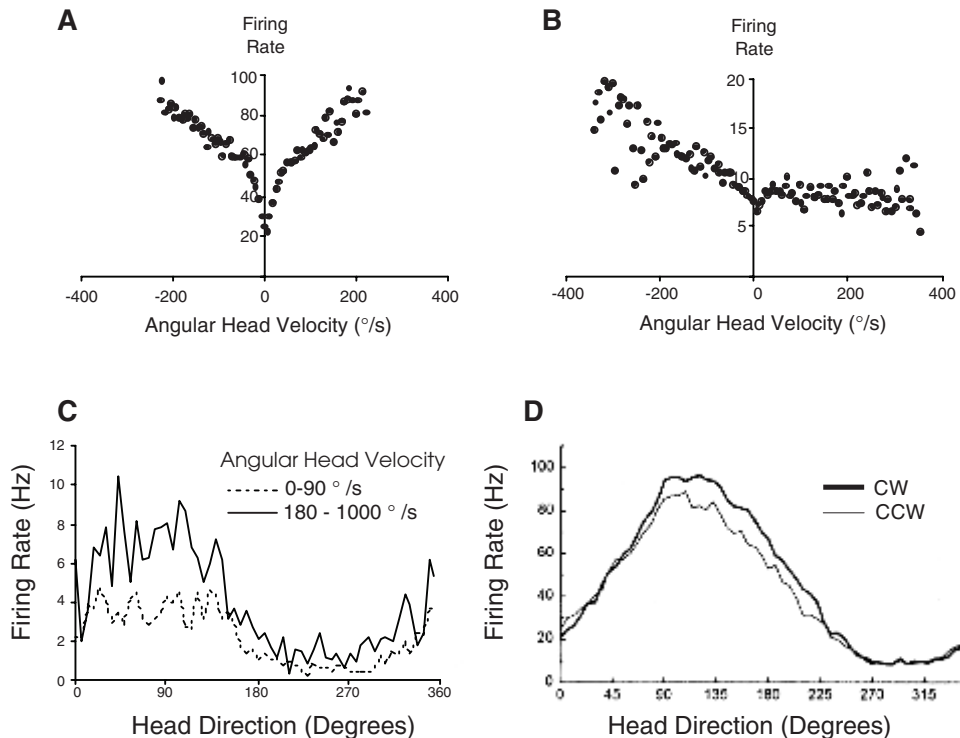 A
Firing
Rate
100
80
60
40
20
-400
-200
0
200
400
Angular Head Velocity (°/s)
B
Firing
Rate
20
15
10
5
-400
-200
0
200
400
Angular Head Velocity (°/s)
C
Firing Rate (Hz)
12
10
8
6
4
2
0
Angular Head Velocity
0-90 ° /s
180 - 1000 ° /s
0
90
180
270
360
Head Direction (Degrees)
D
Firing Rate (Hz)
100
80
60
40
20
0
CW
CCW
0
45
90
135
180
225
270
315
Head Direction (Degrees)